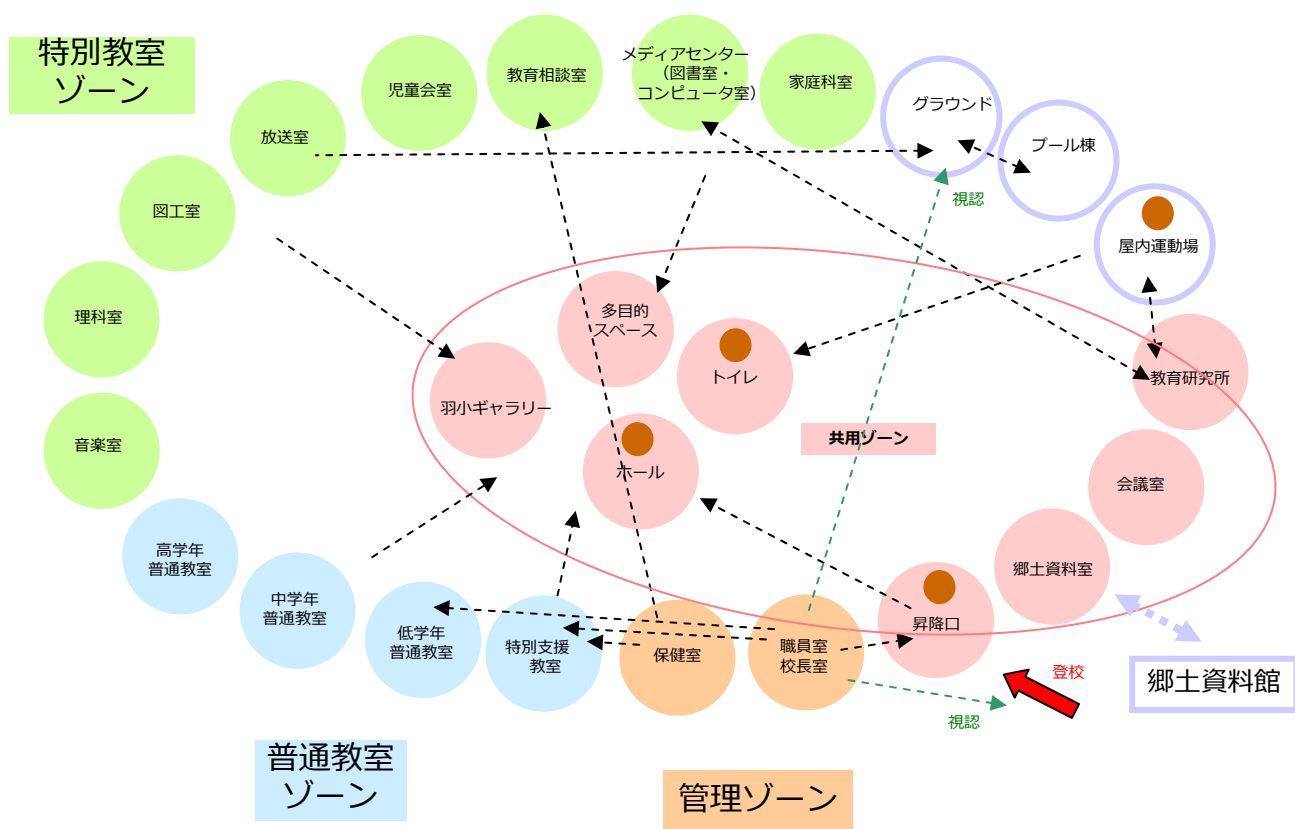 特別教室
ゾーン
放送室
児童会室
教育相談室
メディアセンター
(図書室・
コンピュータ室)
家庭科室
グラウンド
プール棟
視認
屋内運動場
図工室
理科室
音楽室
多目的
スペース
トイレ
羽小ギャラリー
ホール
共用ゾーン
教育研究所
会議室
郷土資料室
昇降口
高学年
普通教室
中学年
普通教室
低学年
普通教室
特別支援
教室
保健室
職員室
校長室
登校
視認
郷土資料館
普通教室
ゾーン
管理ゾーン